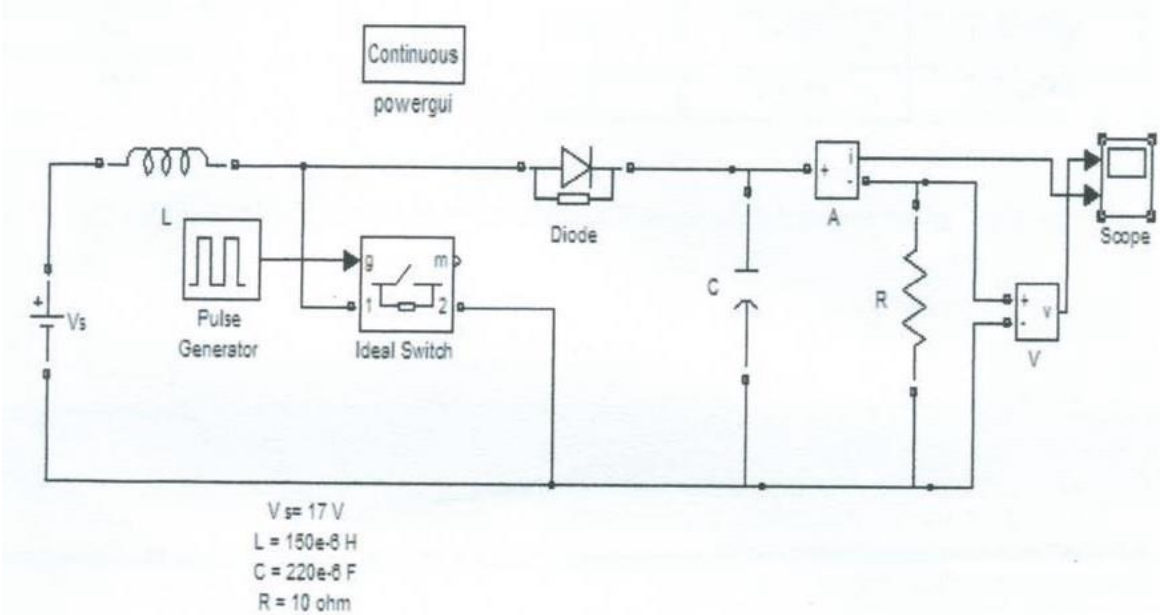 Continuous
powergui
L
Diode
i
+
-
A
Scope
g
m
1
2
Ideal Switch
Pulse
Generator
+
Vs
C
R
+
-
v
V
V s= 17 V
L = 150e-6 H
C = 220e-6 F
R = 10 ohm